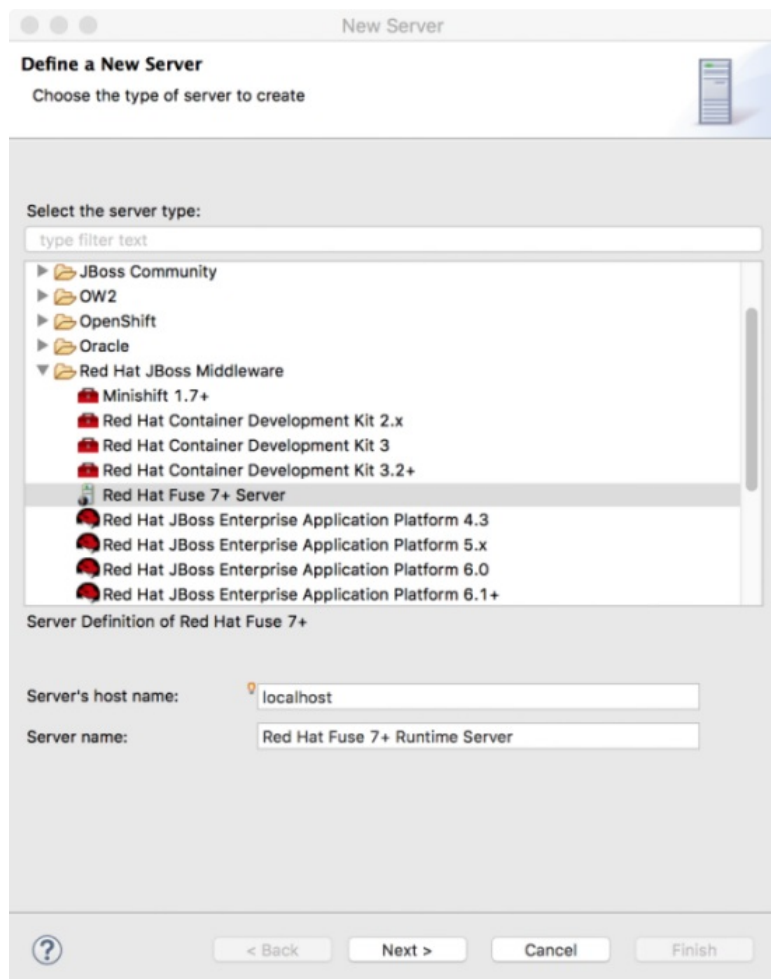 New Server
Define a New Server
Choose the type of server to create
Select the server type:
type filter text
JBoss Community
OW2
OpenShift
Oracle
Red Hat JBoss Middleware
Minishift 1.7+
Red Hat Container Development Kit 2.x
Red Hat Container Development Kit 3
Red Hat Container Development Kit 3.2+
Red Hat Fuse 7+ Server
Red Hat JBoss Enterprise Application Platform 4.3
Red Hat JBoss Enterprise Application Platform 5.x
Red Hat JBoss Enterprise Application Platform 6.0
Red Hat JBoss Enterprise Application Platform 6.1+
Server Definition of Red Hat Fuse 7+
Server's host name: localhost
Server name: Red Hat Fuse 7+ Runtime Server
? < Back Next > Cancel Finish